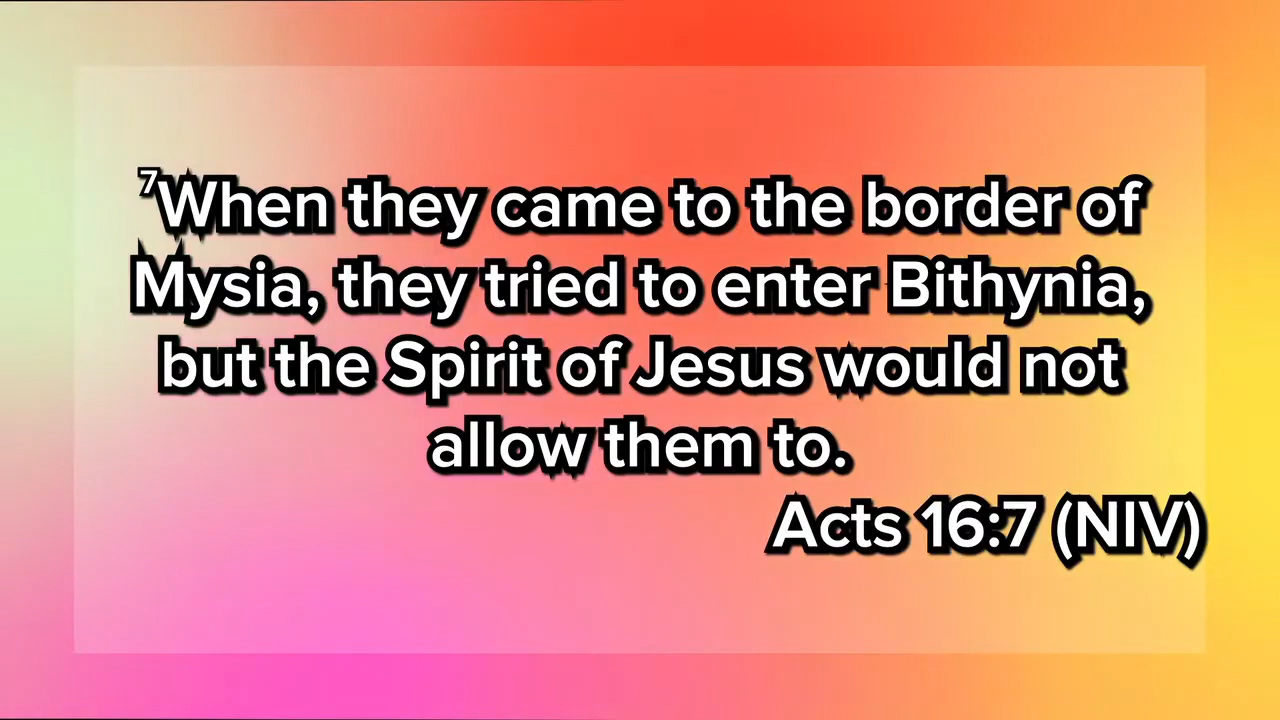 ⁷When they came to the border of
Mysia, they tried to enter Bithynia,
but the Spirit of Jesus would not
allow them to.
Acts 16:7 (NIV)